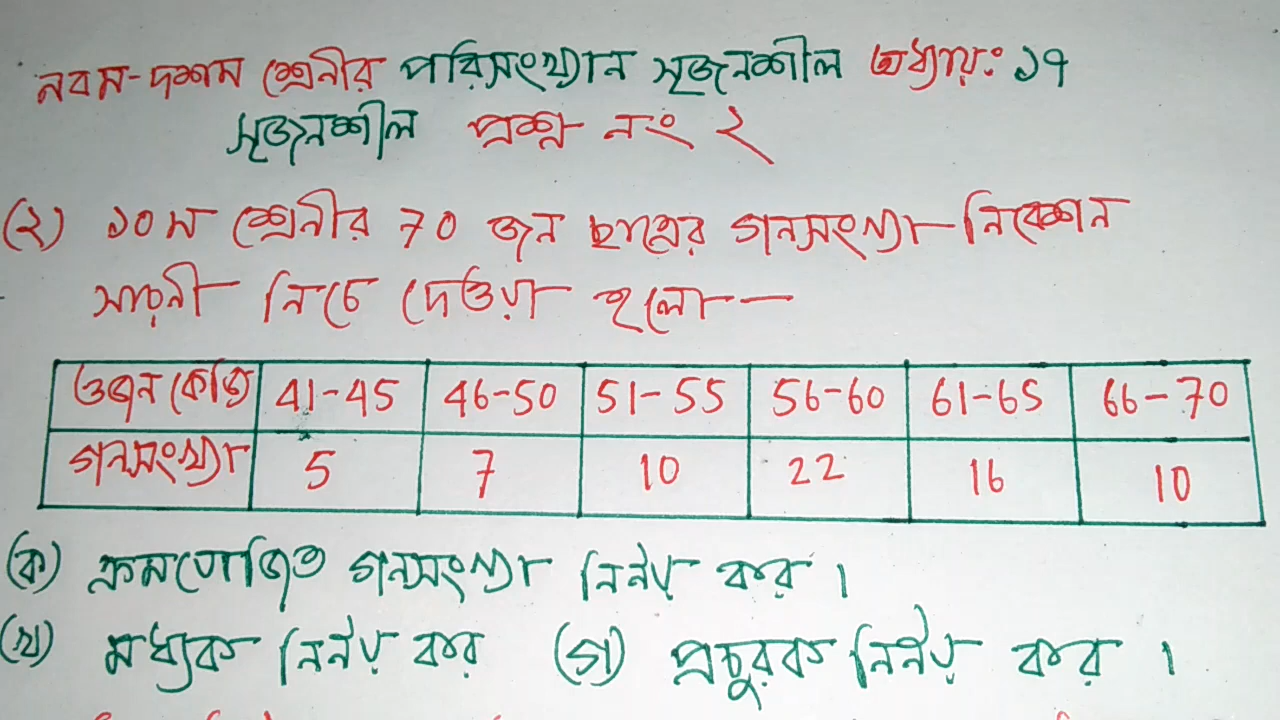 নবম-দশম শ্রেনীর পরিসংখ্যান সৃজনশীল অধ্যায়: ১৭
সৃজনশীল প্রশ্ন নং ২
(২) ১০ম শ্রেনীর 70 জন ছাত্রের গনসংখ্যা নিবেশন
সারনী নিচে দেওয়া হলো—
ওজন কেজি 41-45 46-50 51-55 56-60 61-65 66-70
গনসংখ্যা 5 7 10 22 16 10
(ক) ক্রমযোজিত গনসংখ্যা নির্নয় কর ।
(খ) মধ্যক নির্নয় কর (গ) প্রচুরক নির্নয় কর ।